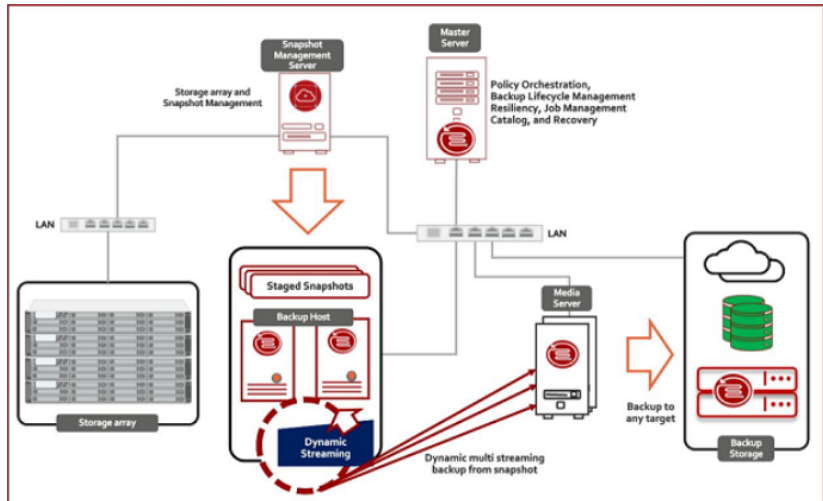 Snapshot
Management
Server
Master
Server
Storage array and
Snapshot Management
Policy Orchestration,
Backup Lifecycle Management
Resiliency, Job Management
Catalog, and Recovery
LAN
LAN
Staged Snapshots
Backup Host
Media
Server
Storage array
Dynamic
Streaming
Dynamic multi streaming
backup from snapshot
Backup to
any target
Backup
Storage